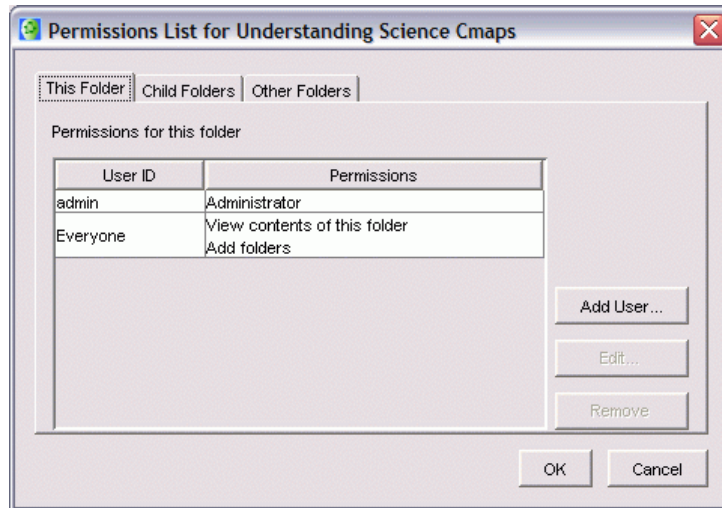 Permissions List for Understanding Science Cmaps
This Folder Child Folders Other Folders
Permissions for this folder
User ID Permissions
admin Administrator
Everyone View contents of this folder
Add folders
Add User...
Edit...
Remove
OK Cancel